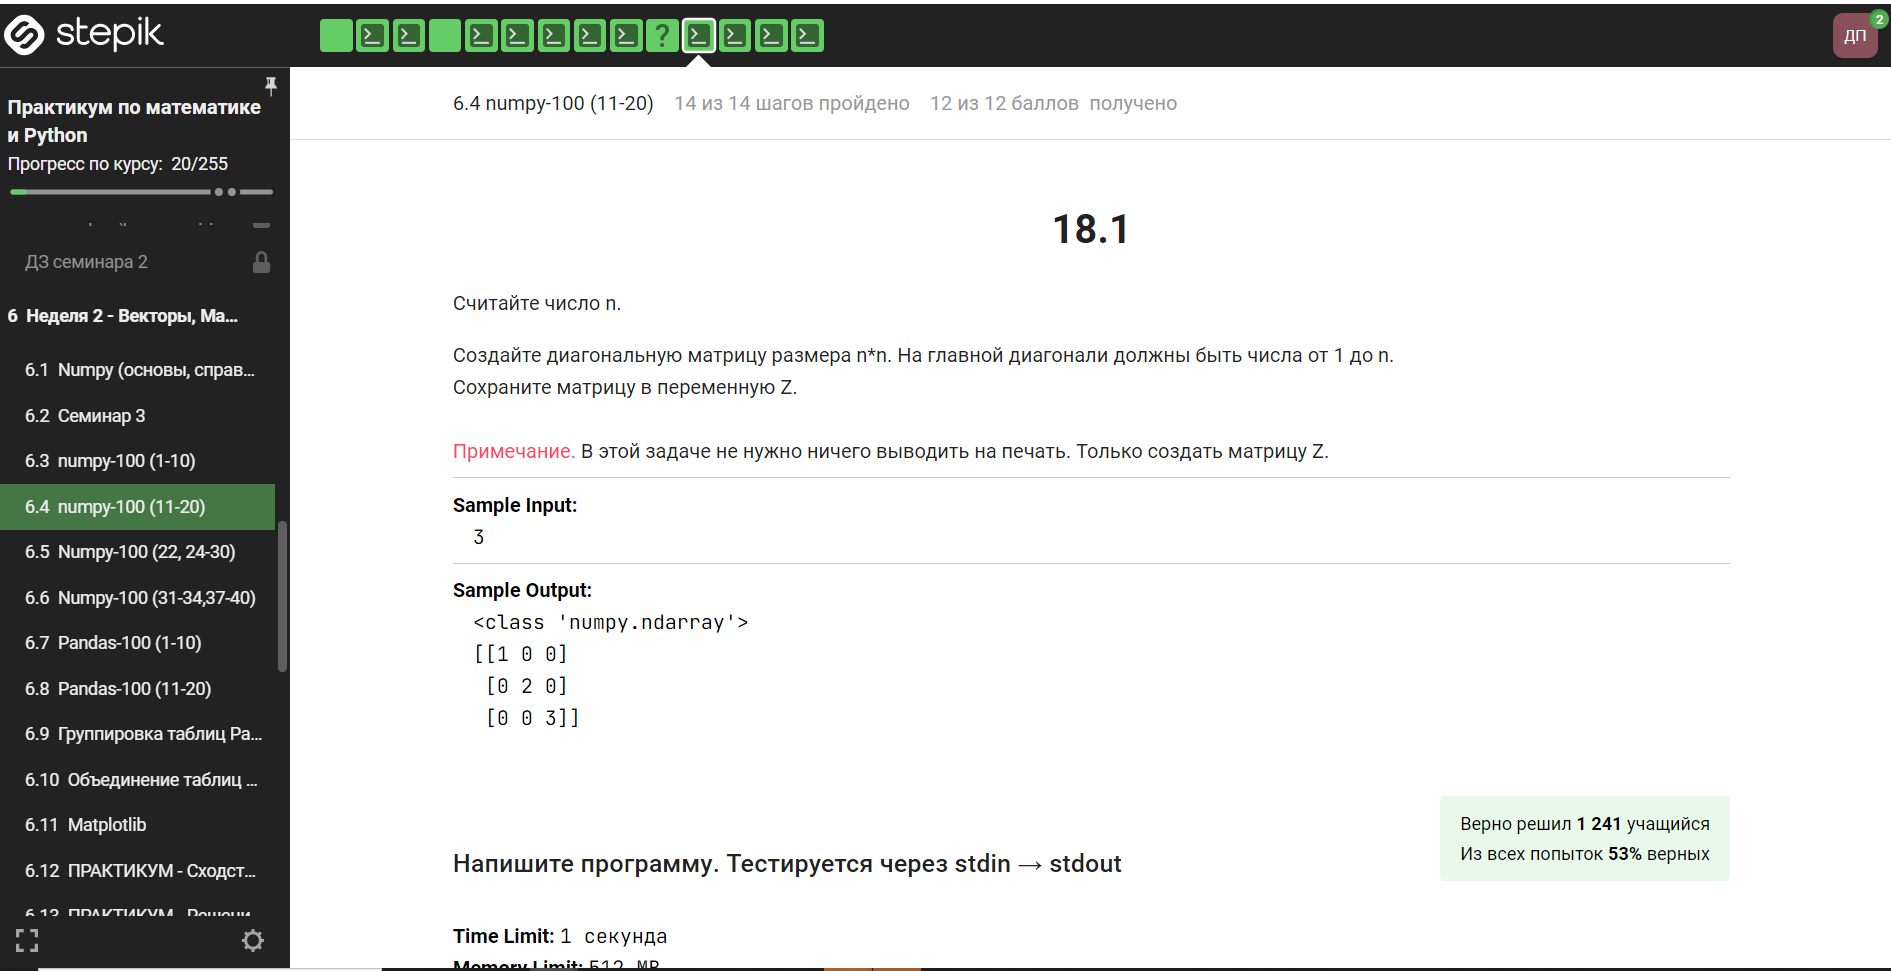 stepik
?
ДП
2
Практикум по математике
и Python
Прогресс по курсу: 20/255
ДЗ семинара 2
6 Неделя 2 - Векторы, Ма...
6.1 Numpy (основы, справ...
6.2 Семинар 3
6.3 numpy-100 (1-10)
6.4 numpy-100 (11-20)
6.5 Numpy-100 (22, 24-30)
6.6 Numpy-100 (31-34,37-40)
6.7 Pandas-100 (1-10)
6.8 Pandas-100 (11-20)
6.9 Группировка таблиц Pa...
6.10 Объединение таблиц ...
6.11 Matplotlib
6.12 ПРАКТИКУМ - Сходст...
6.13 ПРАКТИКУМ - Решени
6.4 numpy-100 (11-20) 14 из 14 шагов пройдено 12 из 12 баллов получено
18.1
Считайте число n.
Создайте диагональную матрицу размера n*n. На главной диагонали должны быть числа от 1 до n.
Сохраните матрицу в переменную Z.
Примечание. В этой задаче не нужно ничего выводить на печать. Только создать матрицу Z.
Sample Input:
3
Sample Output:
<class 'numpy.ndarray'>
[[1 0 0]
 [0 2 0]
 [0 0 3]]
Верно решил 1 241 учащийся
Из всех попыток 53% верных
Напишите программу. Тестируется через stdin → stdout
Time Limit: 1 секунда
Memory Limit: 512 MB